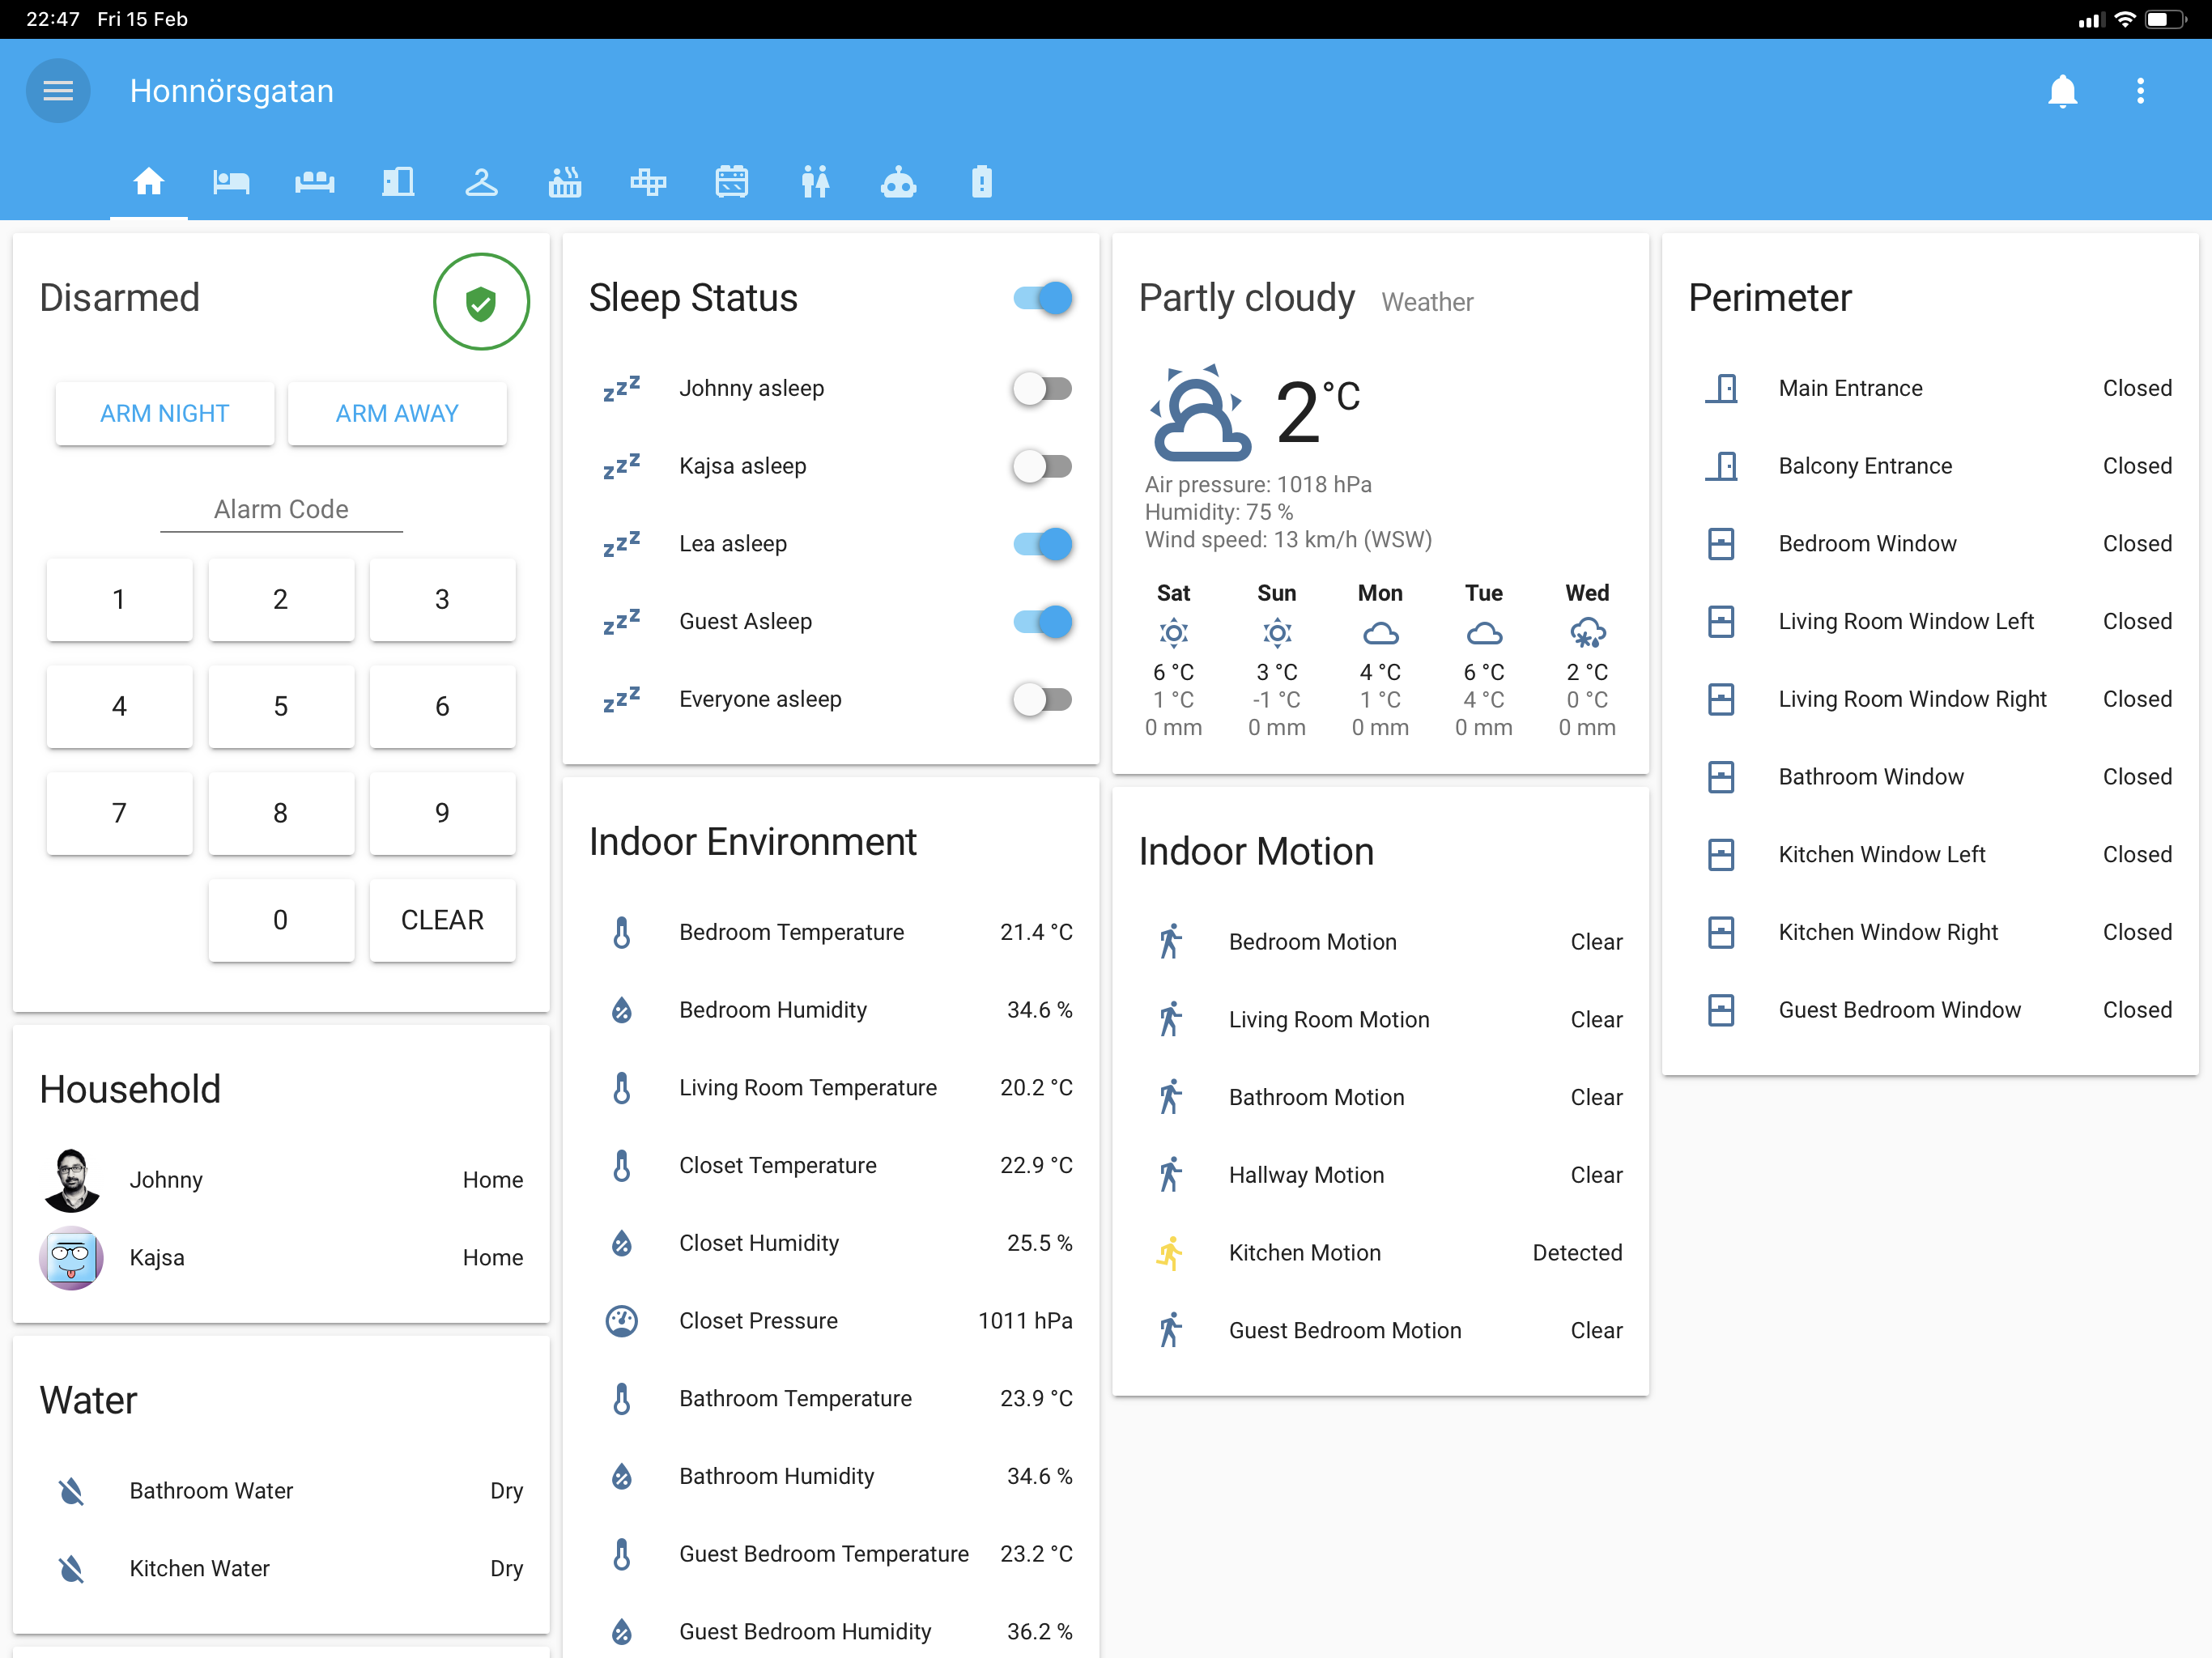 22:47 Fri 15 Feb
Honnörsgatan
Disarmed
ARM NIGHT ARM AWAY
Alarm Code
1 2 3
4 5 6
7 8 9
0 CLEAR
Household
Johnny Home
Kajsa Home
Water
Bathroom Water Dry
Kitchen Water Dry
Sleep Status
Johnny asleep
Kajsa asleep
Lea asleep
Guest Asleep
Everyone asleep
Indoor Environment
Bedroom Temperature 21.4 °C
Bedroom Humidity 34.6 %
Living Room Temperature 20.2 °C
Closet Temperature 22.9 °C
Closet Humidity 25.5 %
Closet Pressure 1011 hPa
Bathroom Temperature 23.9 °C
Bathroom Humidity 34.6 %
Guest Bedroom Temperature 23.2 °C
Guest Bedroom Humidity 36.2 %
Partly cloudy Weather
2 °C
Air pressure: 1018 hPa
Humidity: 75 %
Wind speed: 13 km/h (WSW)
Sat Sun Mon Tue Wed
6 °C 3 °C 4 °C 6 °C 2 °C
1 °C -1 °C 1 °C 4 °C 0 °C
0 mm 0 mm 0 mm 0 mm 0 mm
Indoor Motion
Bedroom Motion Clear
Living Room Motion Clear
Bathroom Motion Clear
Hallway Motion Clear
Kitchen Motion Detected
Guest Bedroom Motion Clear
Perimeter
Main Entrance Closed
Balcony Entrance Closed
Bedroom Window Closed
Living Room Window Left Closed
Living Room Window Right Closed
Bathroom Window Closed
Kitchen Window Left Closed
Kitchen Window Right Closed
Guest Bedroom Window Closed